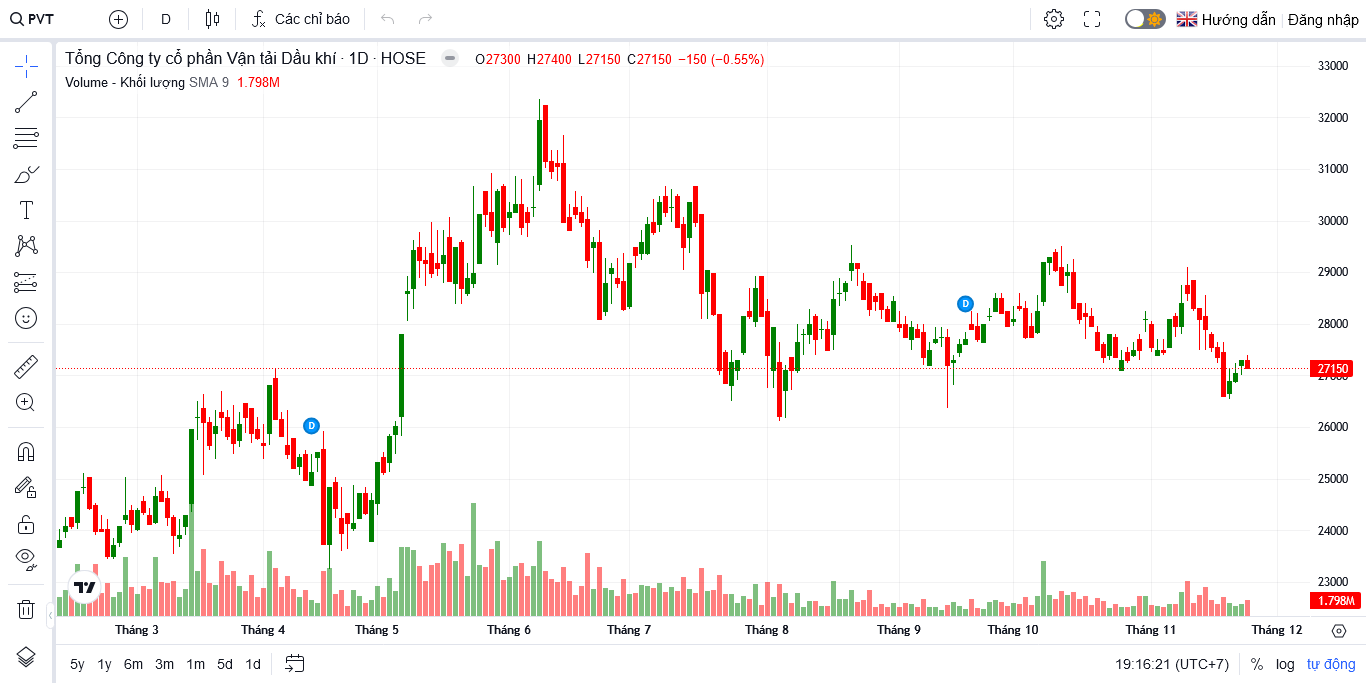 PVT D Các chỉ báo Hướng dẫn Đăng nhập
Tổng Công ty cổ phần Vận tải Dầu khí · 1D · HOSE O27300 H27400 L27150 C27150 −150 (−0.55%)
Volume - Khối lượng SMA 9 1.798M
33000
32000
31000
30000
29000
D
28000
27150
27000
26000
D
25000
24000
23000
1.798M
Tháng 3 Tháng 4 Tháng 5 Tháng 6 Tháng 7 Tháng 8 Tháng 9 Tháng 10 Tháng 11 Tháng 12
5y 1y 6m 3m 1m 5d 1d 19:16:21 (UTC+7) % log tự động